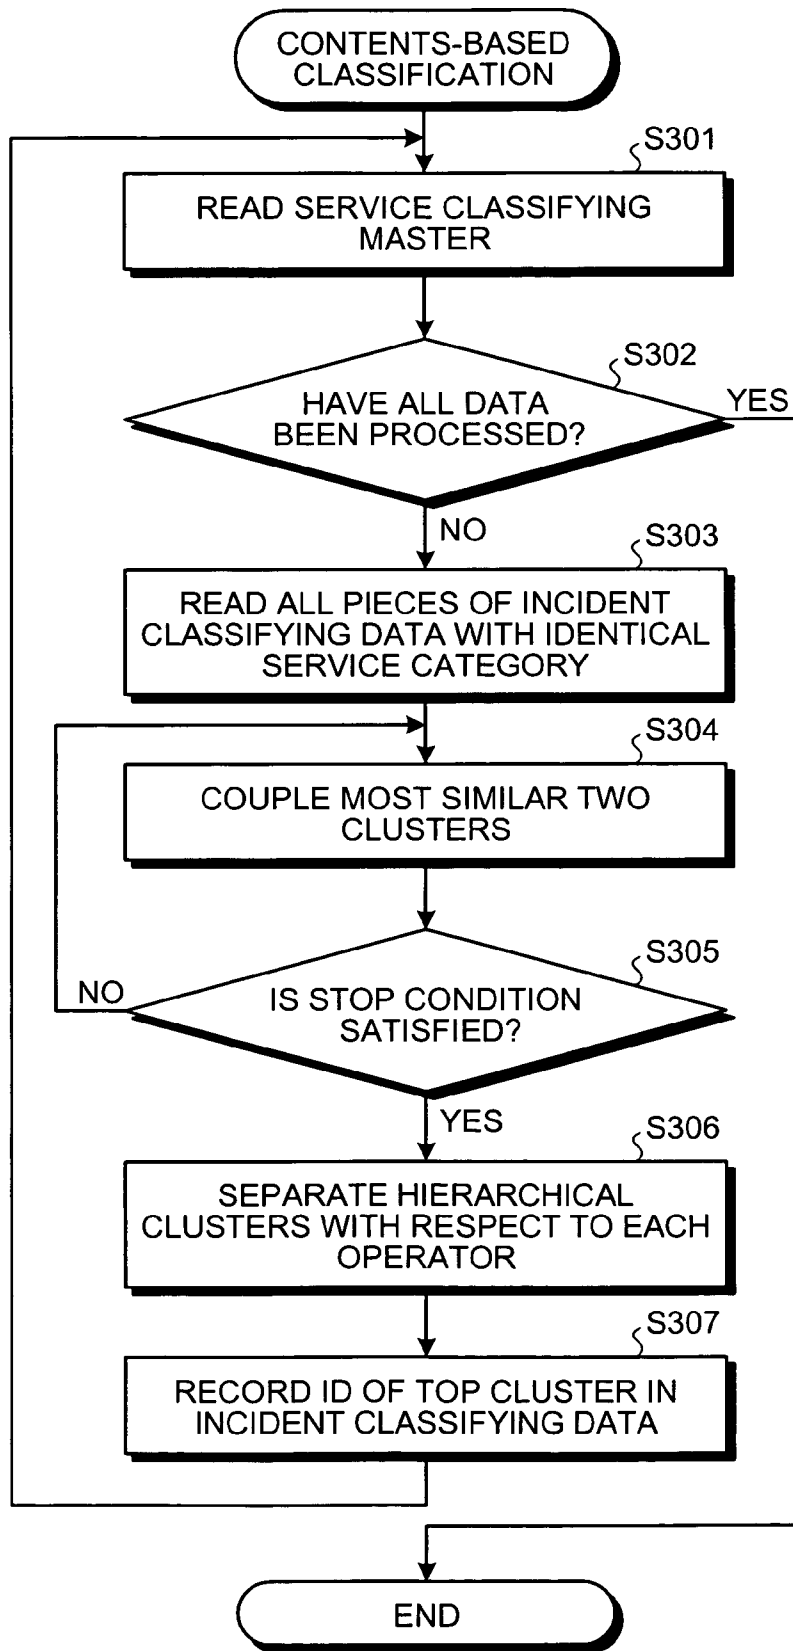 CONTENTS-BASED
CLASSIFICATION
S301
READ SERVICE CLASSIFYING
MASTER
S302
HAVE ALL DATA
BEEN PROCESSED?
YES
NO
S303
READ ALL PIECES OF INCIDENT
CLASSIFYING DATA WITH IDENTICAL
SERVICE CATEGORY
S304
COUPLE MOST SIMILAR TWO
CLUSTERS
S305
IS STOP CONDITION
SATISFIED?
NO
YES
S306
SEPARATE HIERARCHICAL
CLUSTERS WITH RESPECT TO EACH
OPERATOR
S307
RECORD ID OF TOP CLUSTER IN
INCIDENT CLASSIFYING DATA
END